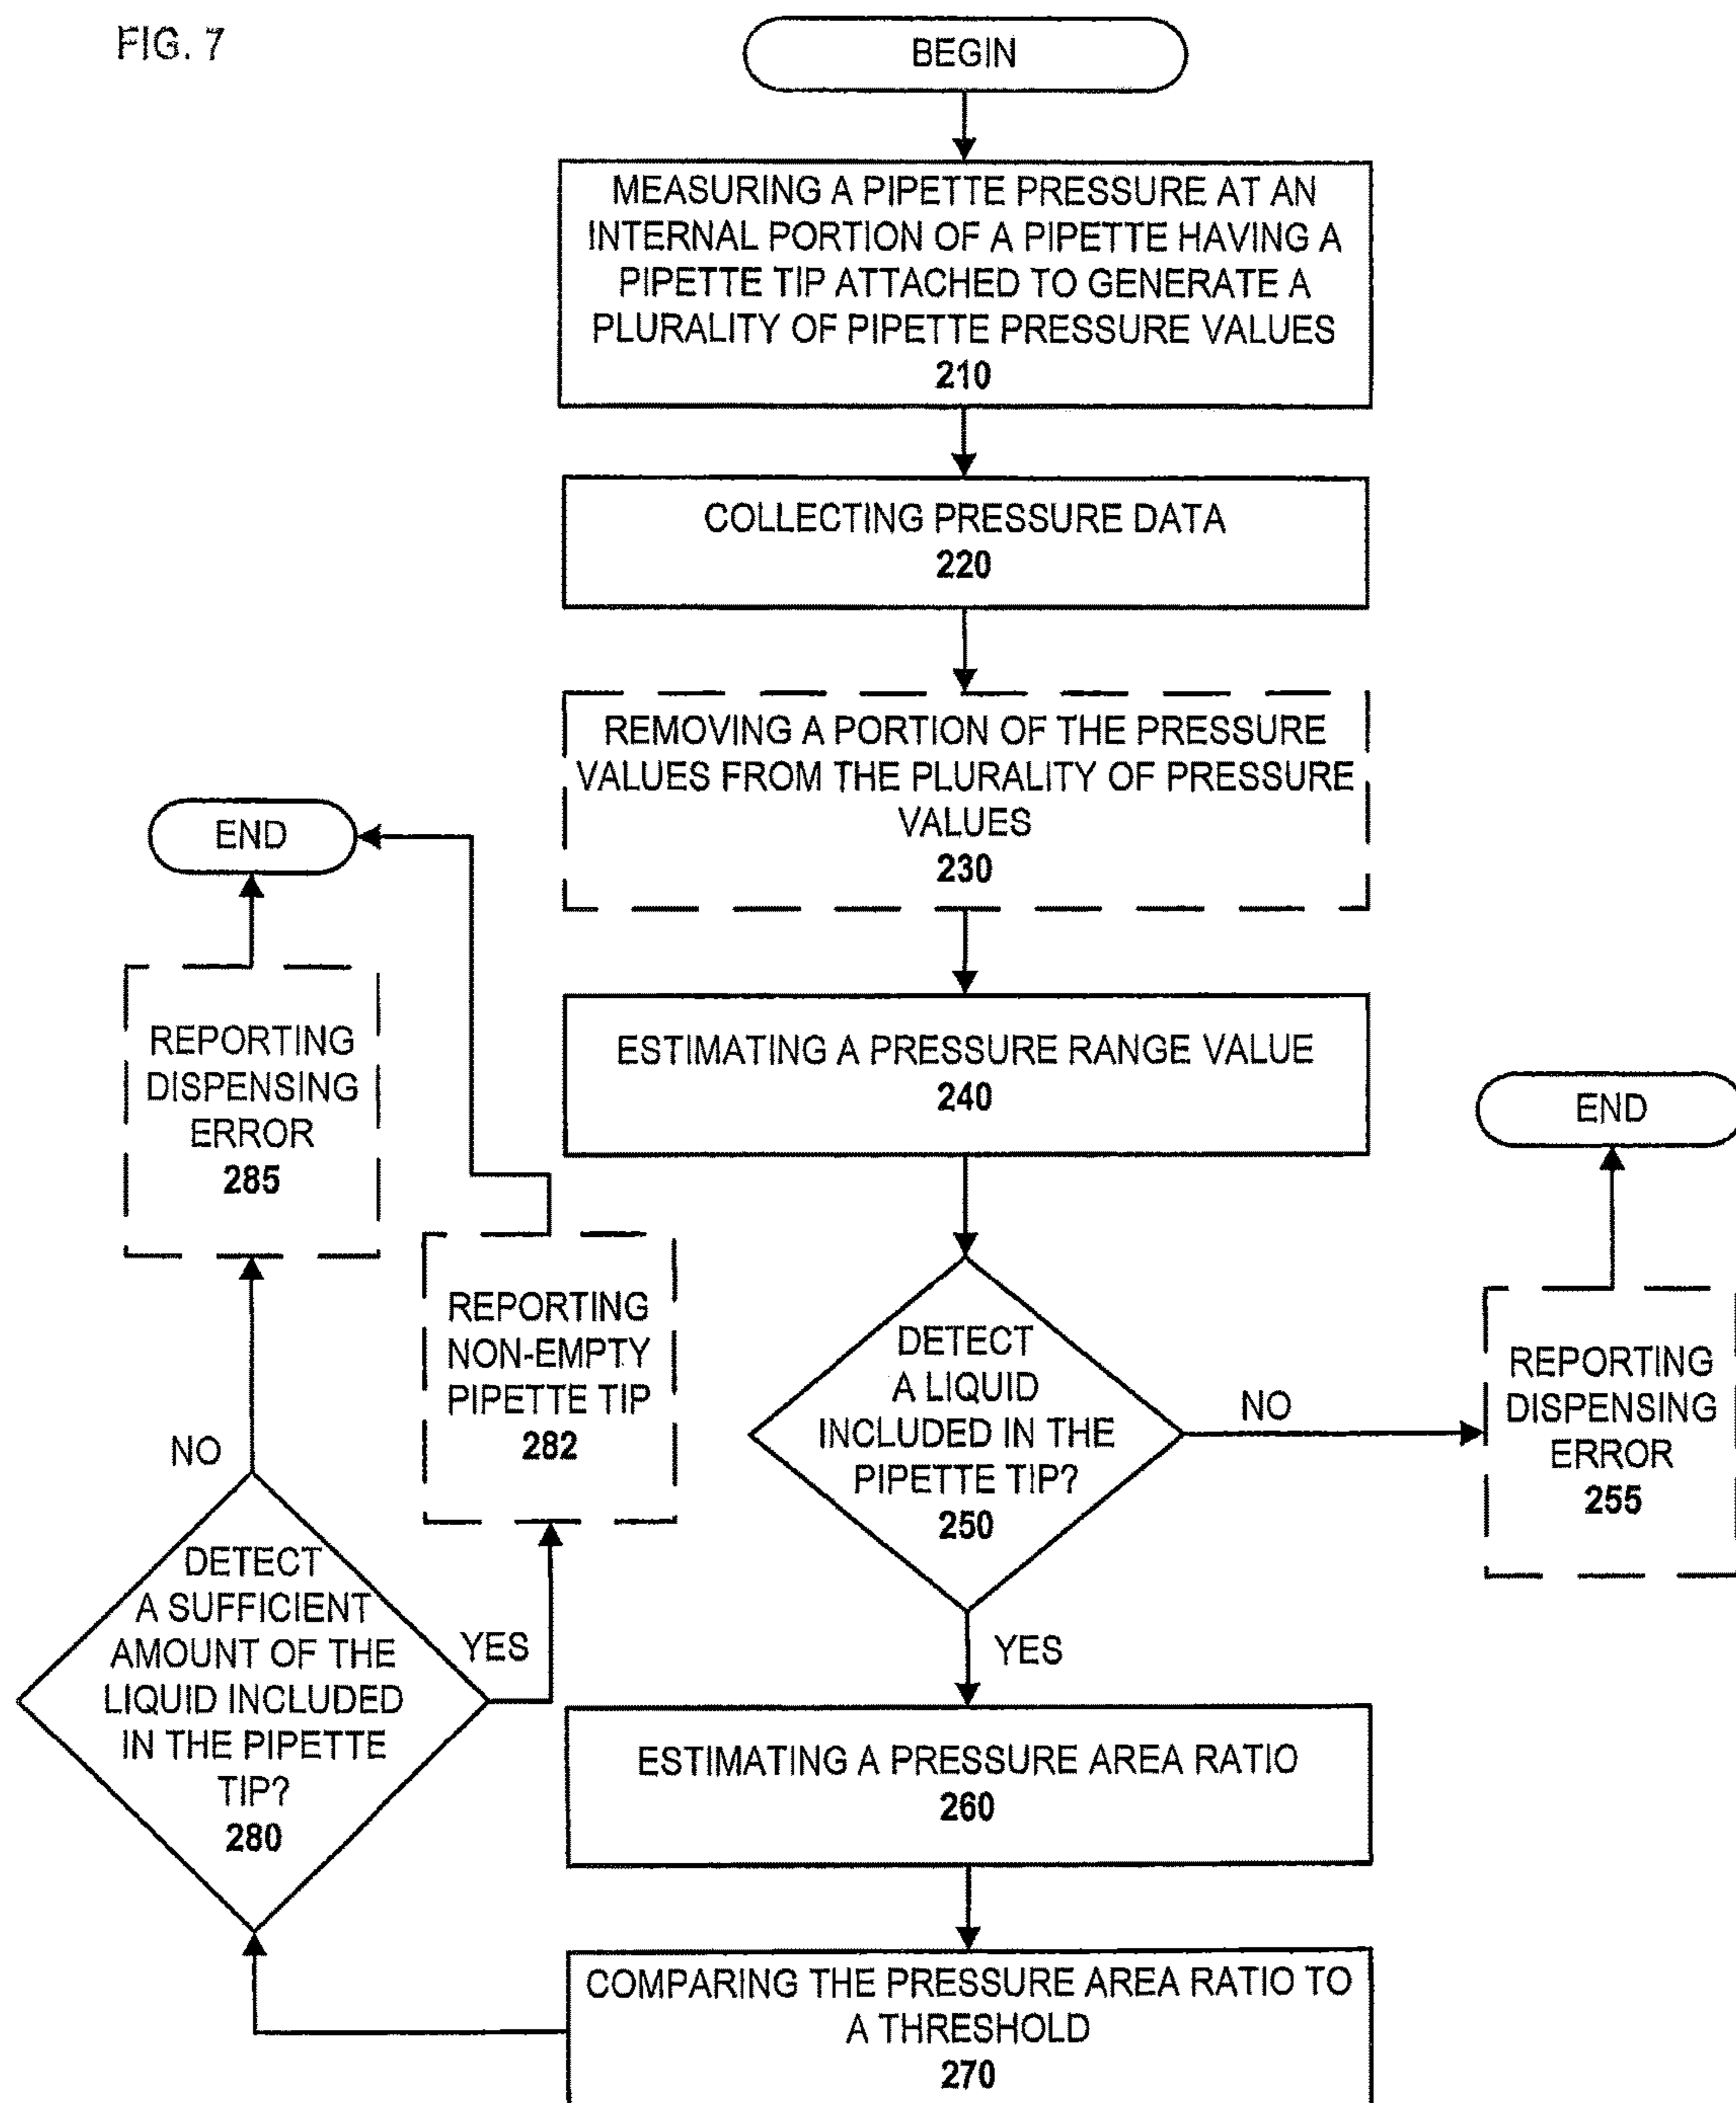 FIG. 7
BEGIN
MEASURING A PIPETTE PRESSURE AT AN
INTERNAL PORTION OF A PIPETTE HAVING A
PIPETTE TIP ATTACHED TO GENERATE A
PLURALITY OF PIPETTE PRESSURE VALUES
210
COLLECTING PRESSURE DATA
220
REMOVING A PORTION OF THE PRESSURE
VALUES FROM THE PLURALITY OF PRESSURE
VALUES
230
ESTIMATING A PRESSURE RANGE VALUE
240
DETECT
A LIQUID
INCLUDED IN THE
PIPETTE TIP?
250
NO
REPORTING
DISPENSING
ERROR
255
END
YES
ESTIMATING A PRESSURE AREA RATIO
260
COMPARING THE PRESSURE AREA RATIO TO
A THRESHOLD
270
DETECT
A SUFFICIENT
AMOUNT OF THE
LIQUID INCLUDED
IN THE PIPETTE
TIP?
280
YES
REPORTING
NON-EMPTY
PIPETTE TIP
282
NO
REPORTING
DISPENSING
ERROR
285
END